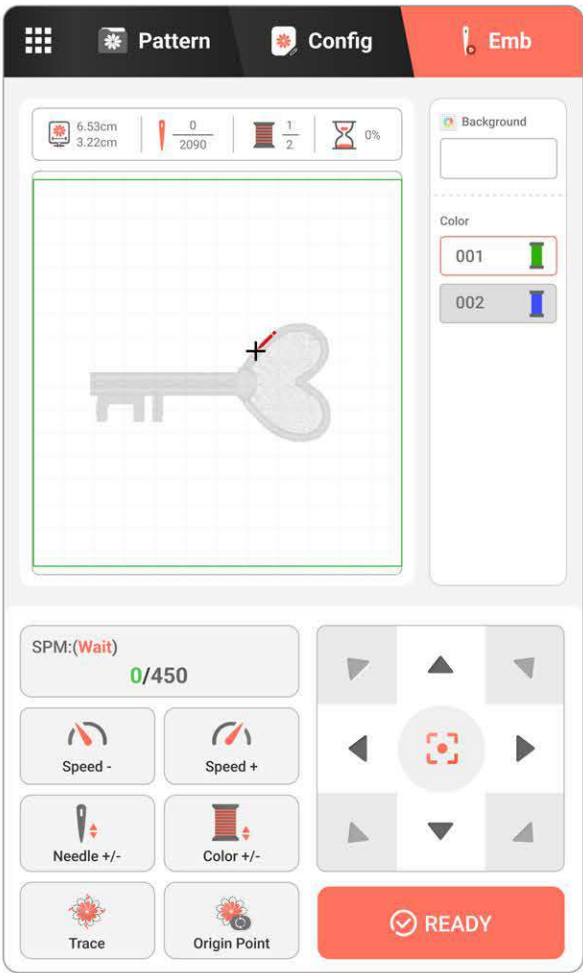 Pattern
Config
Emb
6.53cm
3.22cm
0
2090
1
2
0%
Background
Color
001
002
SPM:(Wait)
0/450
Speed -
Speed +
Needle +/-
Color +/-
Trace
Origin Point
READY